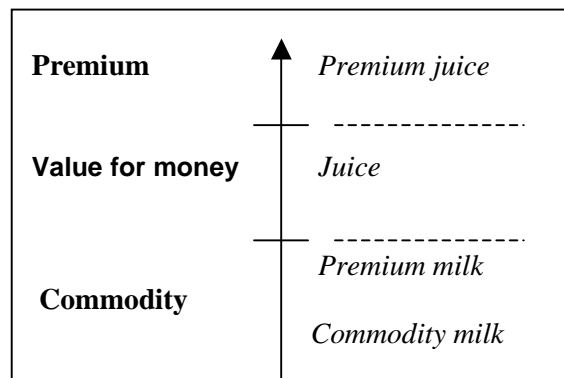 Premium
Premium juice
Value for money
Juice
Premium milk
Commodity
Commodity milk